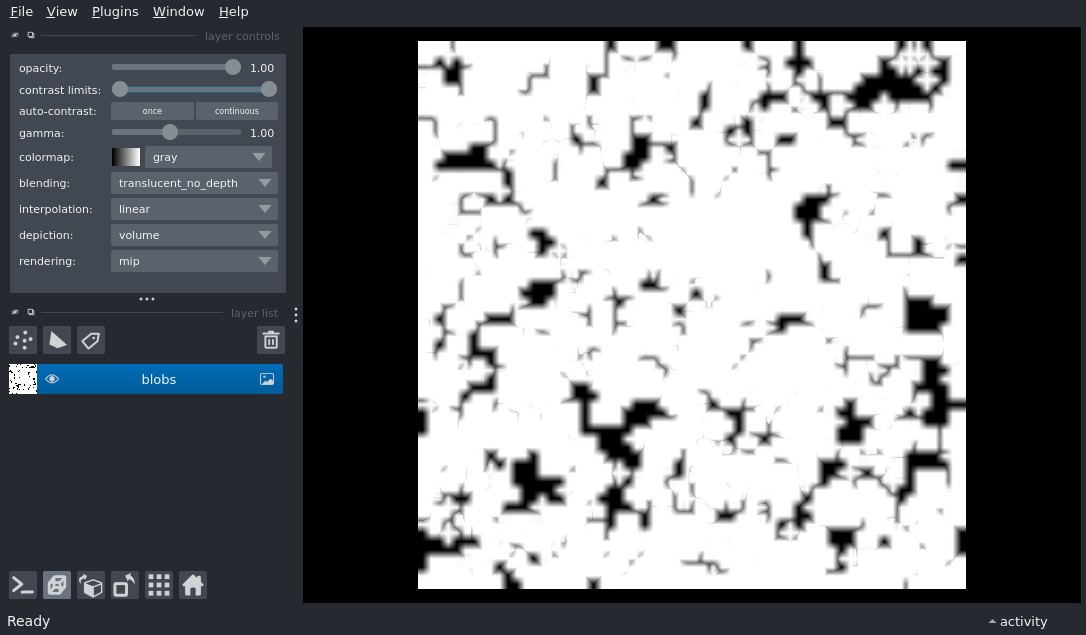 File View Plugins Window Help
layer controls
opacity: 1.00
contrast limits:
auto-contrast: once continuous
gamma: 1.00
colormap: gray
blending: translucent_no_depth
interpolation: linear
depiction: volume
rendering: mip
layer list
blobs
Ready activity